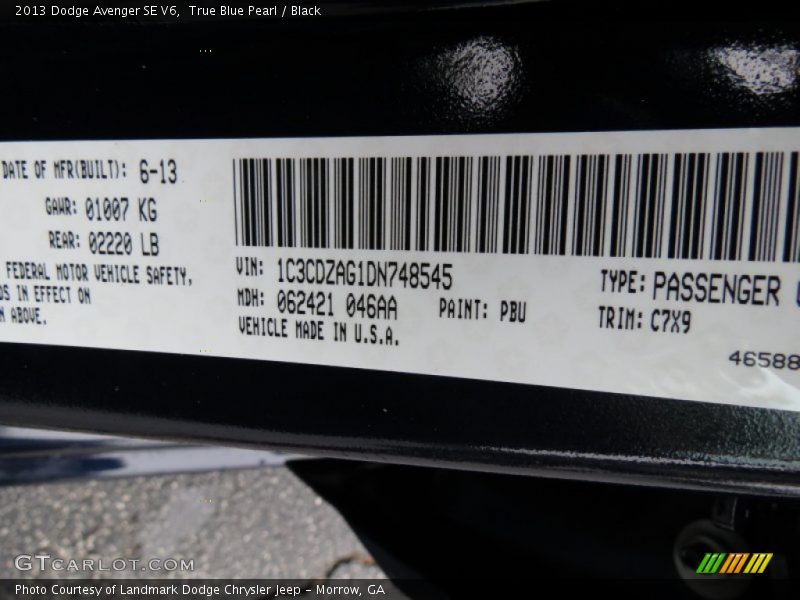 2013 Dodge Avenger SE V6, True Blue Pearl / Black
DATE OF MFR(BUILT): 6-13
GAWR: 01007 KG
REAR: 02220 LB
FEDERAL MOTOR VEHICLE SAFETY,
DS IN EFFECT ON
N ABOVE.
VIN: 1C3CDZAG1DN748545
MDH: 062421 046AA
PAINT: PBU
VEHICLE MADE IN U.S.A.
TYPE: PASSENGER
TRIM: C7X9
46588
GTCARLOT.COM
Photo Courtesy of Landmark Dodge Chrysler Jeep - Morrow, GA